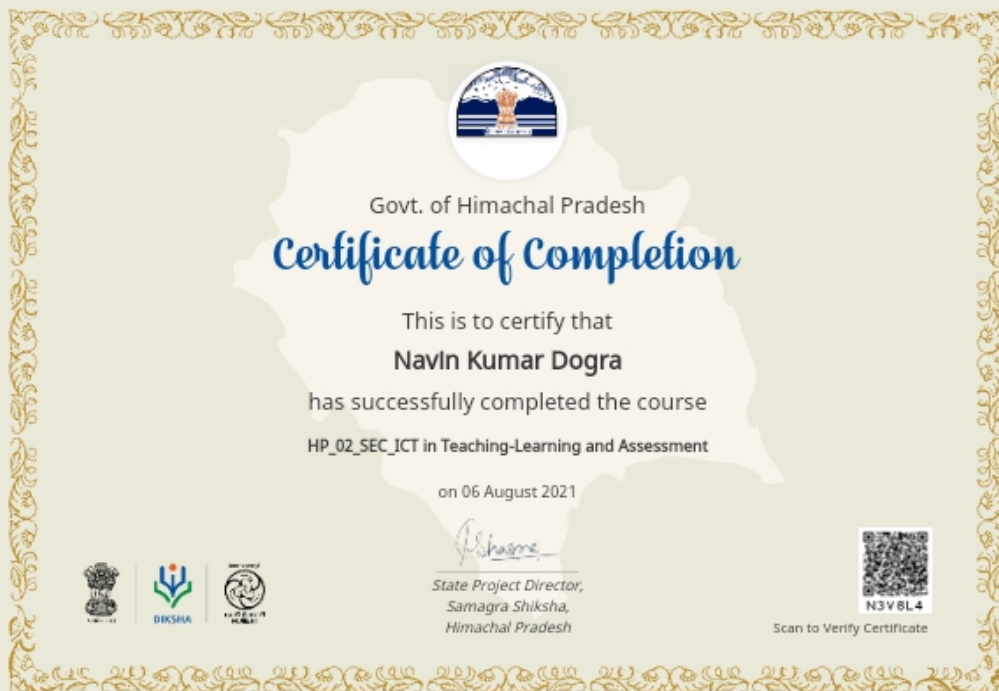 Govt. of Himachal Pradesh
Certificate of Completion
This is to certify that
Navin Kumar Dogra
has successfully completed the course
HP_02_SEC_ICT in Teaching-Learning and Assessment
on 06 August 2021
State Project Director,
Samagra Shiksha,
Himachal Pradesh
DIKSHA
N3V8L4
Scan to Verify Certificate